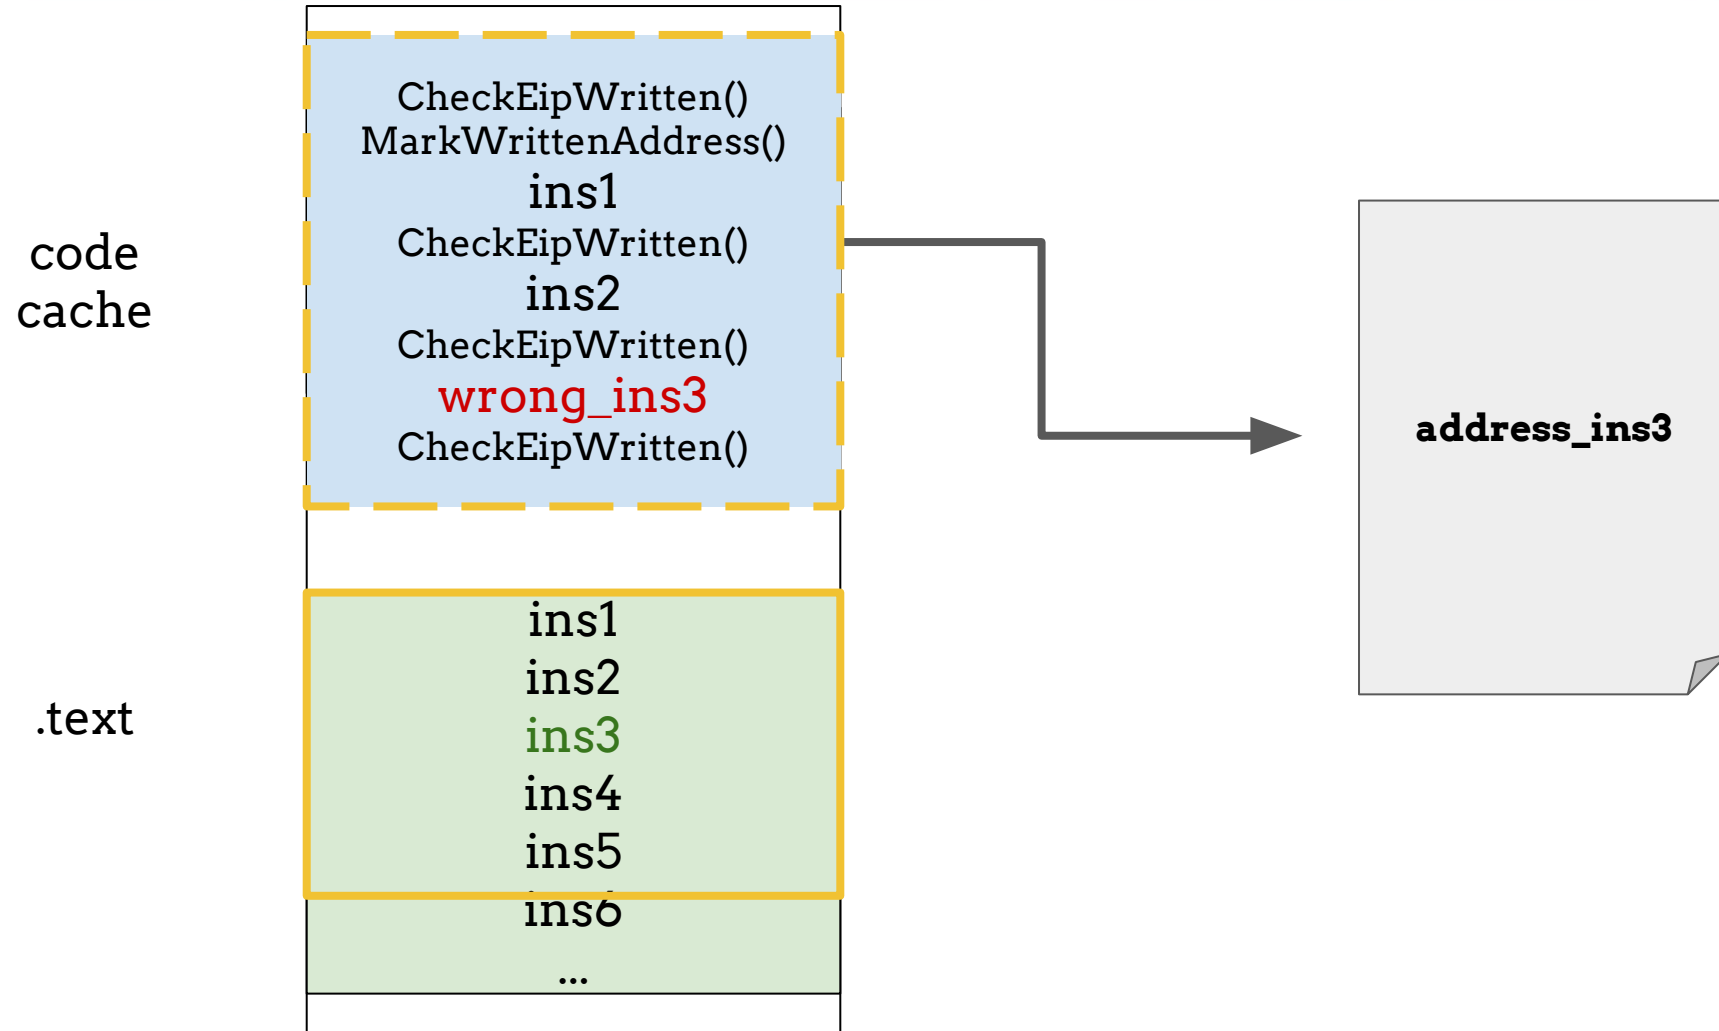 code
cache
CheckEipWritten()
MarkWrittenAddress()
ins1
CheckEipWritten()
ins2
CheckEipWritten()
wrong_ins3
CheckEipWritten()
address_ins3
.text
ins1
ins2
ins3
ins4
ins5
ins6
...